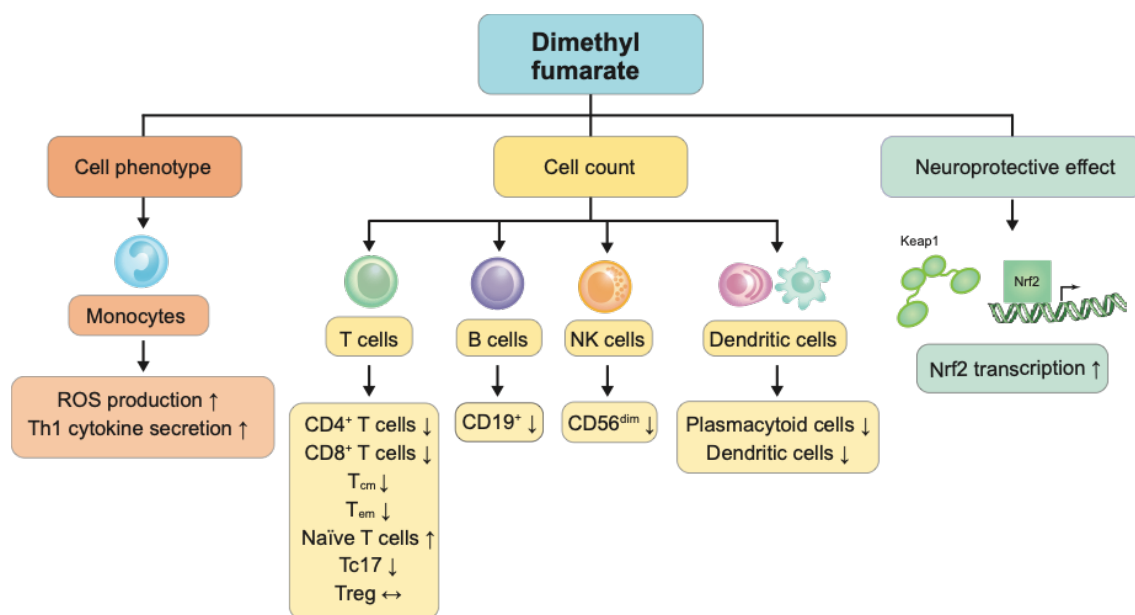 Dimethyl
fumarate
Cell phenotype
Cell count
Neuroprotective effect
Monocytes
ROS production ↑
Th1 cytokine secretion ↑
T cells
B cells
NK cells
Dendritic cells
CD4⁺ T cells ↓
CD8⁺ T cells ↓
Tcm ↓
Tem ↓
Naïve T cells ↑
Tc17 ↓
Treg ↔
CD19⁺ ↓
CD56ᵈⁱᵐ ↓
Plasmacytoid cells ↓
Dendritic cells ↓
Keap1
Nrf2
Nrf2 transcription ↑